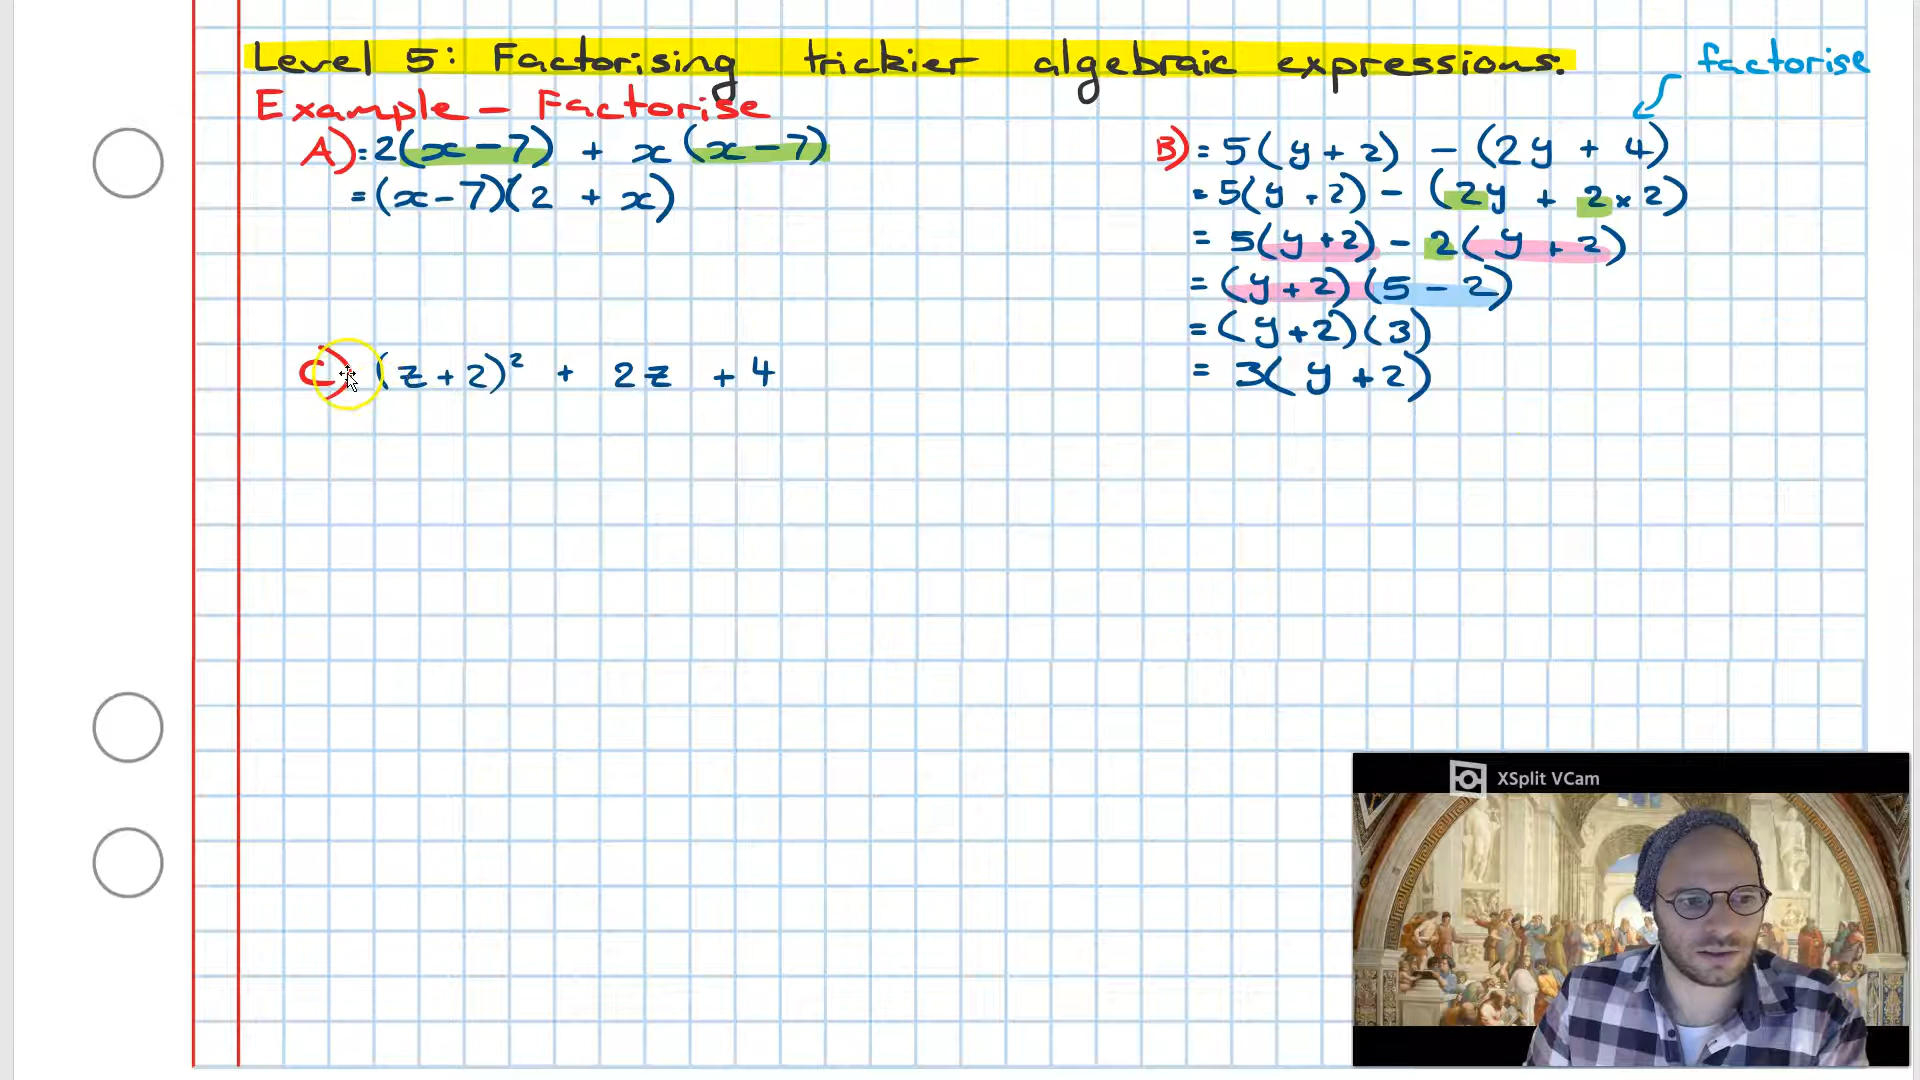 Level 5: Factorising trickier algebraic expressions.
factorise
Example - Factorise
A) = 2(x - 7) + x(x - 7)
= (x - 7)(2 + x)
B) = 5(y + 2) - (2y + 4)
= 5(y + 2) - (2y + 2 × 2)
= 5(y + 2) - 2(y + 2)
= (y + 2)(5 - 2)
= (y + 2)(3)
= 3(y + 2)
C) (z + 2)² + 2z + 4
XSplit VCam